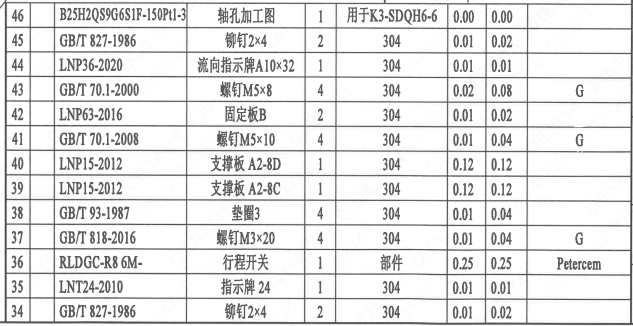 46 B25H2QS9G6S1F-150Pt1-3 轴孔加工图 1 用于K3-SDQH6-6 0.00 0.00
45 GB/T 827-1986 铆钉2×4 2 304 0.01 0.02
44 LNP36-2020 流向指示牌A10×32 1 304 0.01 0.01
43 GB/T 70.1-2000 螺钉M5×8 4 304 0.02 0.08 G
42 LNP63-2016 固定板B 2 304 0.01 0.02
41 GB/T 70.1-2008 螺钉M5×10 4 304 0.01 0.04 G
40 LNP15-2012 支撑板 A2-8D 1 304 0.12 0.12
39 LNP15-2012 支撑板 A2-8C 1 304 0.12 0.12
38 GB/T 93-1987 垫圈3 4 304 0.01 0.04
37 GB/T 818-2016 螺钉M3×20 4 304 0.01 0.04 G
36 RLDGC-R8 6M- 行程开关 1 部件 0.25 0.25 Petercem
35 LNT24-2010 指示牌 24 1 304 0.01 0.01
34 GB/T 827-1986 铆钉2×4 2 304 0.01 0.02